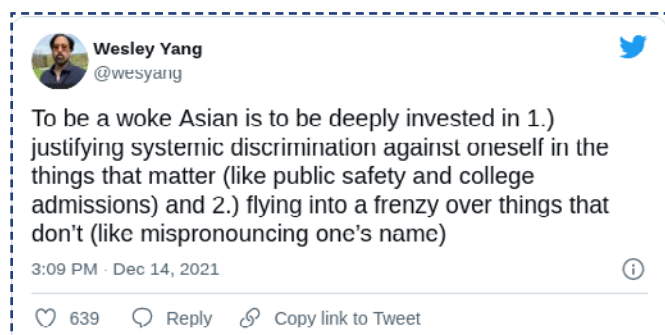 Wesley Yang
@wesyang
To be a woke Asian is to be deeply invested in 1.)
justifying systemic discrimination against oneself in the
things that matter (like public safety and college
admissions) and 2.) flying into a frenzy over things that
don’t (like mispronouncing one’s name)
3:09 PM · Dec 14, 2021
639 Reply Copy link to Tweet